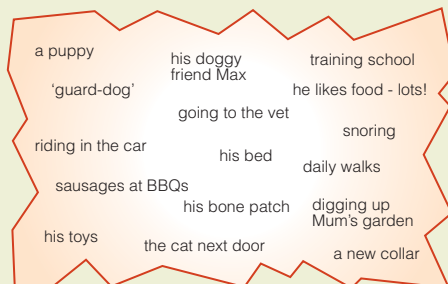 a puppy
his doggy
friend Max
training school
‘guard-dog’
he likes food - lots!
going to the vet
snoring
riding in the car
his bed
daily walks
sausages at BBQs
his bone patch
digging up
Mum's garden
his toys
the cat next door
a new collar